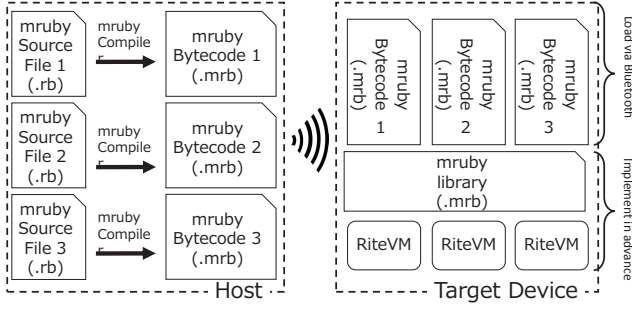 mruby
Source
File 1
(.rb)
mruby
Compile
r
mruby
Bytecode 1
(.mrb)
mruby
Source
File 2
(.rb)
mruby
Compile
r
mruby
Bytecode 2
(.mrb)
mruby
Source
File 3
(.rb)
mruby
Compile
r
mruby
Bytecode 3
(.mrb)
Host
mruby
Bytecode
(.mrb)
1
mruby
Bytecode
(.mrb)
2
mruby
Bytecode
(.mrb)
3
Load via Bluetooth
mruby
library
(.mrb)
RiteVM
RiteVM
RiteVM
Implement in advance
Target Device